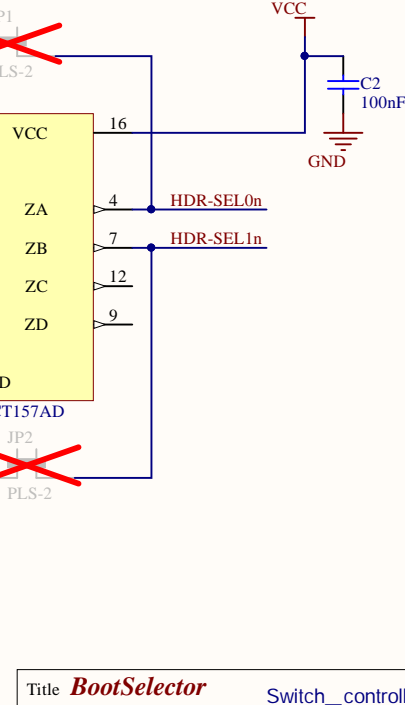 P1
VCC
LS-2
C2
100nF
GND
VCC 16
ZA 4 HDR-SEL0n
ZB 7 HDR-SEL1n
ZC 12
ZD 9
D
CT157AD
JP2
PLS-2
Title BootSelector
Switch_controll